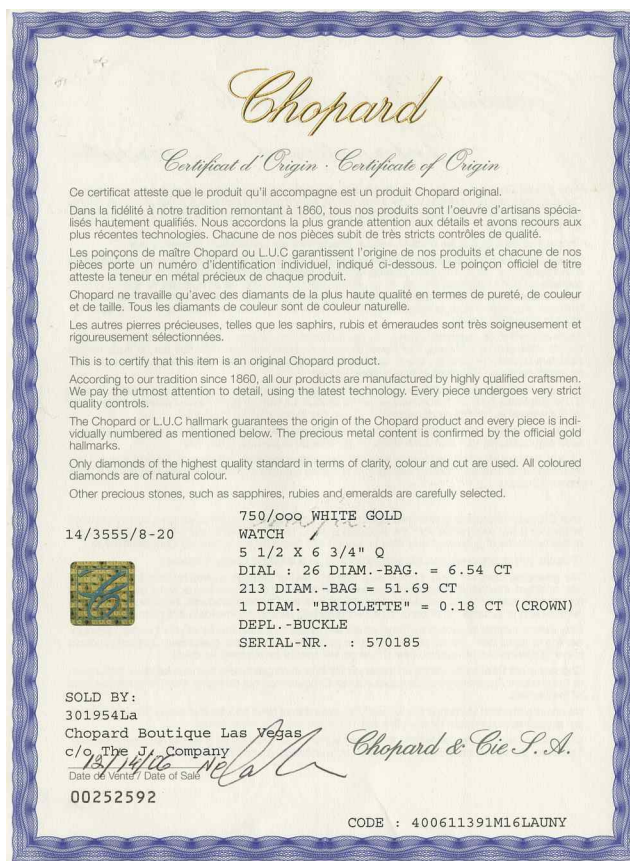 Chopard
Certificat d'Origin - Certificate of Origin
Ce certificat atteste que le produit qu'il accompagne est un produit Chopard original.
Dans la fidélité à notre tradition remontant à 1860, tous nos produits sont l'oeuvre d'artisans spécia-
lisés hautement qualifiés. Nous accordons la plus grande attention aux détails et avons recours aux
plus récentes technologies. Chacune de nos pièces subit de très stricts contrôles de qualité.
Les poinçons de maître Chopard ou L.U.C garantissent l'origine de nos produits et chacune de nos
pièces porte un numéro d'identification individuel, indiqué ci-dessous. Le poinçon officiel de titre
atteste la teneur en métal précieux de chaque produit.
Chopard ne travaille qu'avec des diamants de la plus haute qualité en termes de pureté, de couleur
et de taille. Tous les diamants de couleur sont de couleur naturelle.
Les autres pierres précieuses, telles que les saphirs, rubis et émeraudes sont très soigneusement et
rigoureusement sélectionnées.
This is to certify that this item is an original Chopard product.
According to our tradition since 1860, all our products are manufactured by highly qualified craftsmen.
We pay the utmost attention to detail, using the latest technology. Every piece undergoes very strict
quality controls.
The Chopard or L.U.C hallmark guarantees the origin of the Chopard product and every piece is indi-
vidually numbered as mentioned below. The precious metal content is confirmed by the official gold
hallmarks.
Only diamonds of the highest quality standard in terms of clarity, colour and cut are used. All coloured
diamonds are of natural colour.
Other precious stones, such as sapphires, rubies and emeralds are carefully selected.
750/ooo WHITE GOLD
14/3555/8-20 WATCH
5 1/2 X 6 3/4" Q
DIAL : 26 DIAM.-BAG. = 6.54 CT
213 DIAM.-BAG = 51.69 CT
1 DIAM. "BRIOLETTE" = 0.18 CT (CROWN)
DEPL.-BUCKLE
SERIAL-NR. : 570185
SOLD BY:
301954La
Chopard Boutique Las Vegas
c/o The J. Company
Chopard & Cie S.A.
12/14/06
Date de Vente / Date of Sale
00252592
CODE : 400611391M16LAUNY